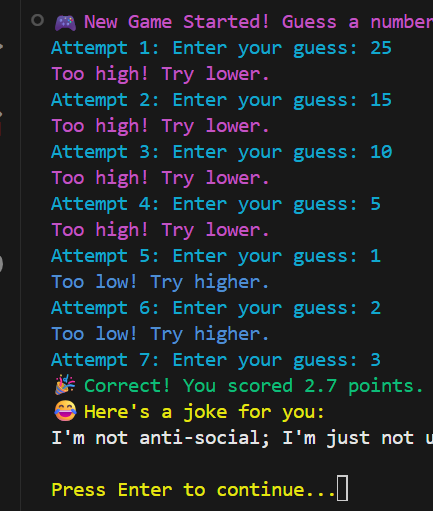 🎮 New Game Started! Guess a number
Attempt 1: Enter your guess: 25
Too high! Try lower.
Attempt 2: Enter your guess: 15
Too high! Try lower.
Attempt 3: Enter your guess: 10
Too high! Try lower.
Attempt 4: Enter your guess: 5
Too high! Try lower.
Attempt 5: Enter your guess: 1
Too low! Try higher.
Attempt 6: Enter your guess: 2
Too low! Try higher.
Attempt 7: Enter your guess: 3
🎉 Correct! You scored 2.7 points.
😂 Here's a joke for you:
I'm not anti-social; I'm just not
Press Enter to continue...